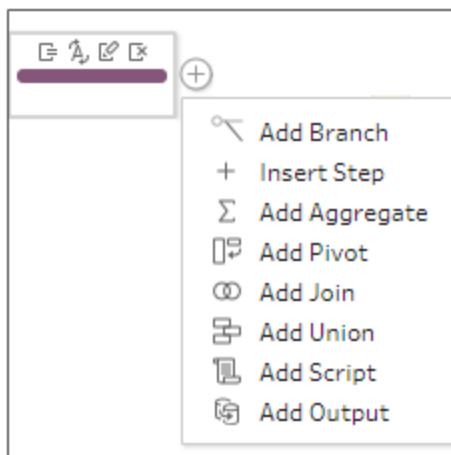 Add Branch
Insert Step
Add Aggregate
Add Pivot
Add Join
Add Union
Add Script
Add Output